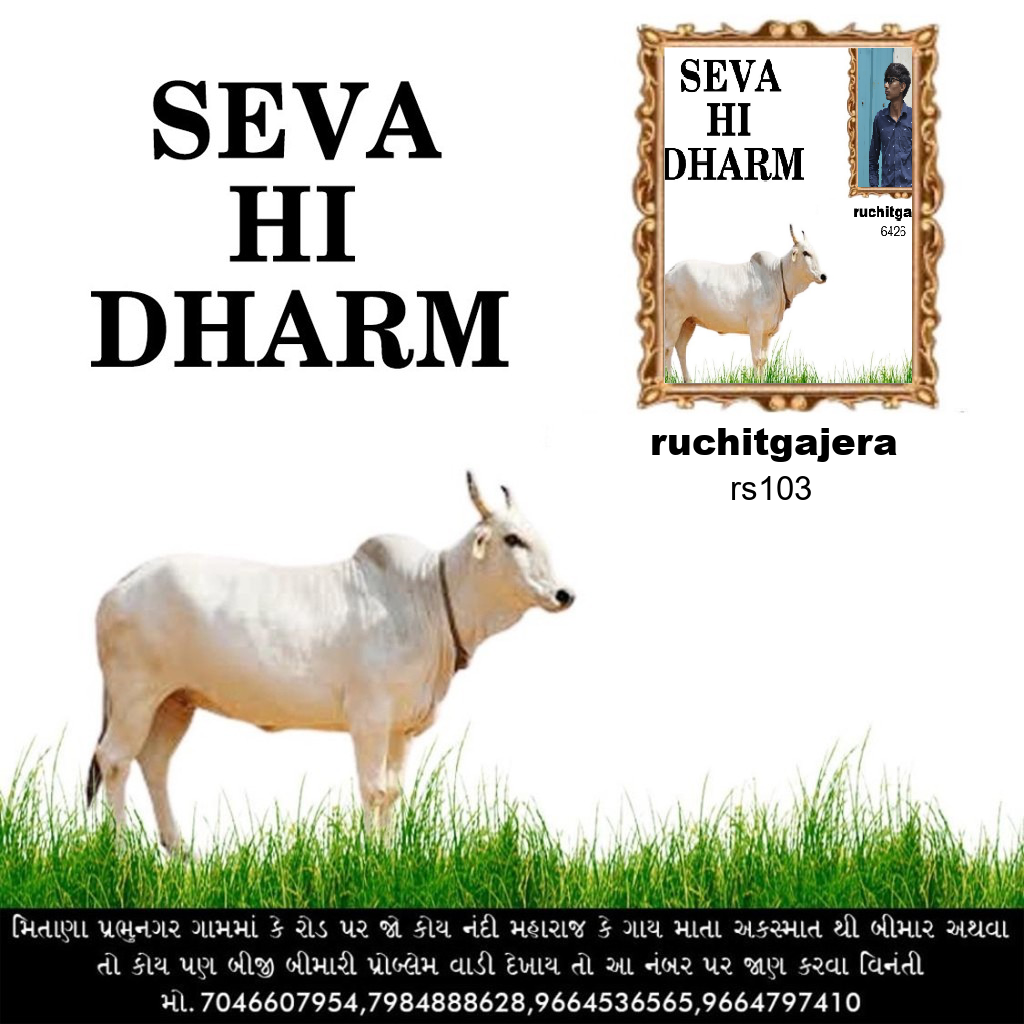 SEVA
HI
DHARM
SEVA
HI
DHARM
ruchitga
6426
ruchitgajera
rs103
મિતાણા પ્રભુનગર ગામમાં કે રોડ પર જો કોય નંદી મહારાજ કે ગાય માતા અકસ્માત થી બીમાર અથવા
તો કોય પણ બીજી બીમારી પ્રોબ્લેમ વાડી દેખાય તો આ નંબર પર જાણ કરવા વિનંતી
મો. 7046607954,7984888628,9664536565,9664797410